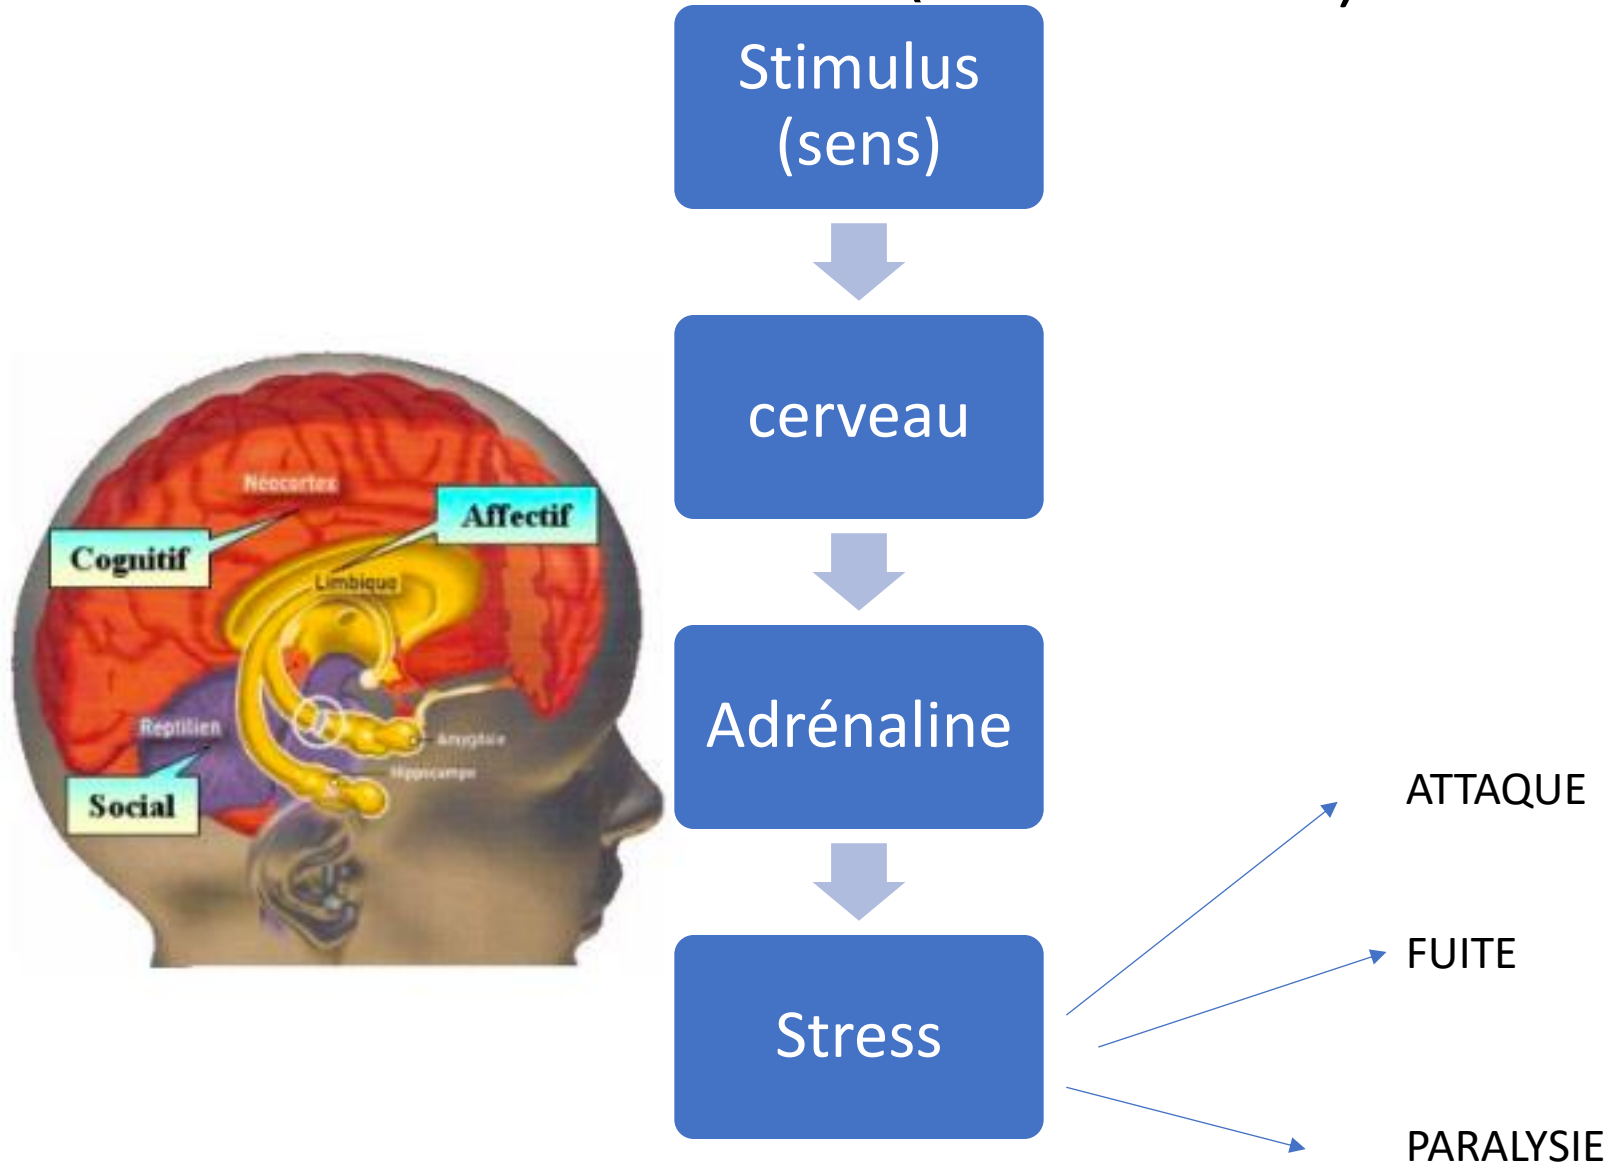 Stimulus
(sens)
cerveau
Néocortex
Affectif
Cognitif
Limbique
Adrénaline
Reptilien
Amygdale
Hippocampe
Social
ATTAQUE
FUITE
Stress
PARALYSIE